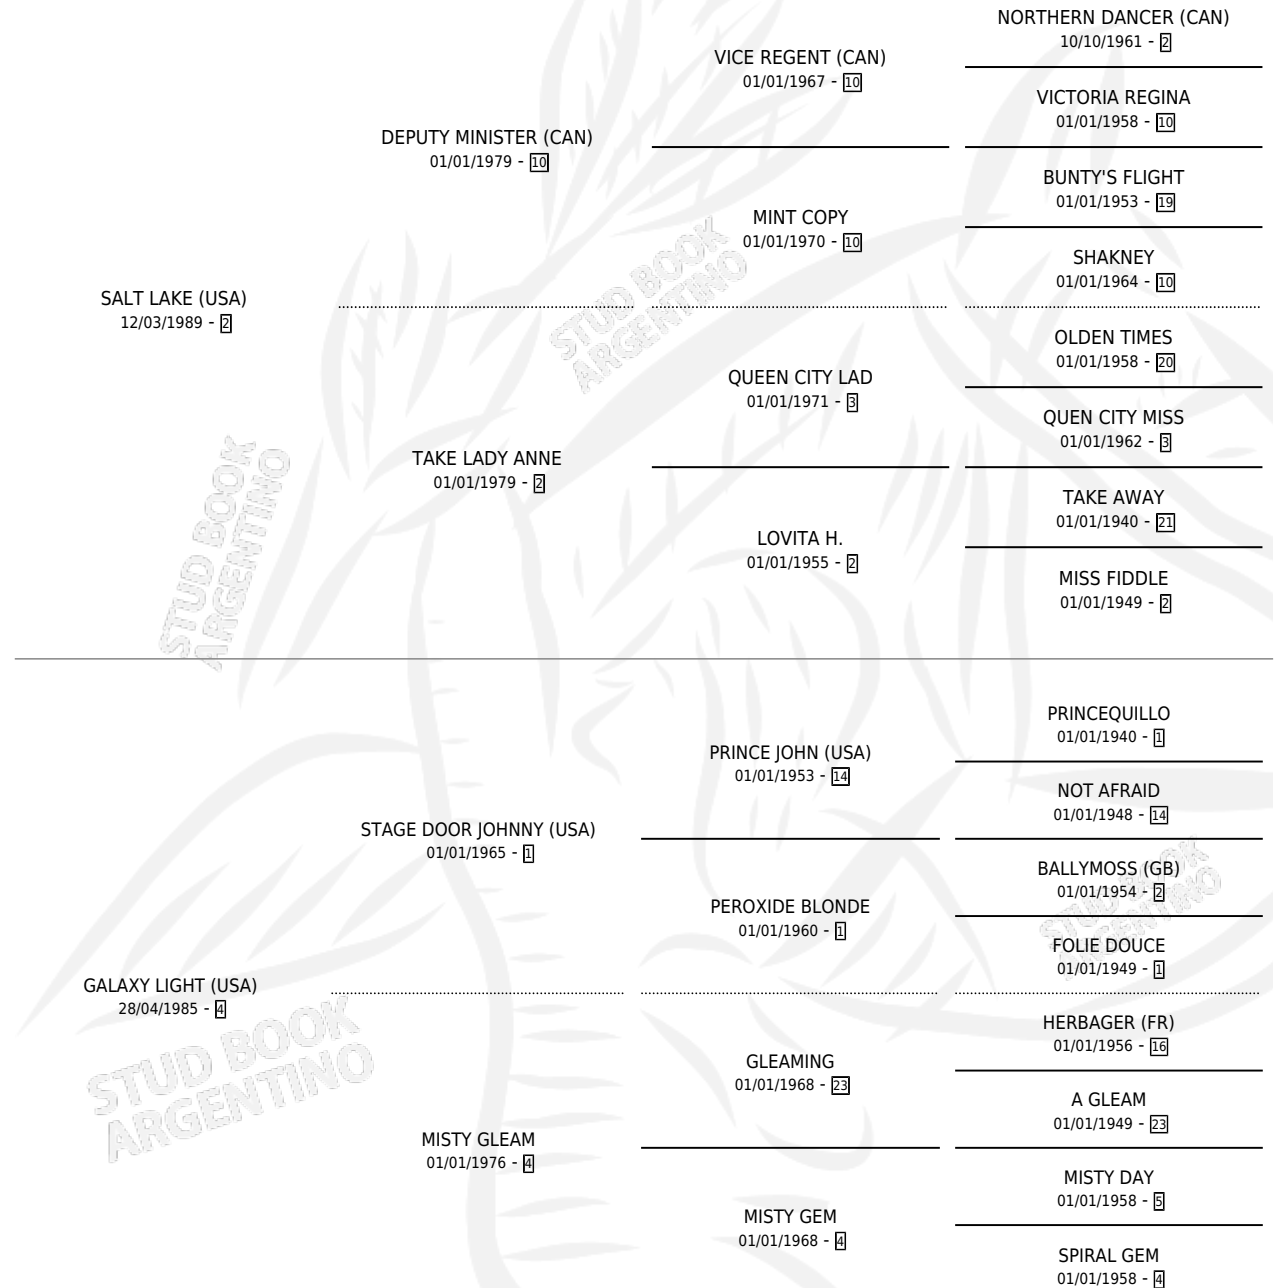 NORTHERN DANCER (CAN)
10/10/1961 - 2
VICE REGENT (CAN)
01/01/1967 - 10
VICTORIA REGINA
01/01/1958 - 10
DEPUTY MINISTER (CAN)
01/01/1979 - 10
BUNTY'S FLIGHT
01/01/1953 - 19
MINT COPY
01/01/1970 - 10
SHAKNEY
01/01/1964 - 10
SALT LAKE (USA)
12/03/1989 - 2
OLDEN TIMES
01/01/1958 - 20
QUEEN CITY LAD
01/01/1971 - 3
QUEN CITY MISS
01/01/1962 - 3
TAKE LADY ANNE
01/01/1979 - 2
TAKE AWAY
01/01/1940 - 21
LOVITA H.
01/01/1955 - 2
MISS FIDDLE
01/01/1949 - 2
PRINCEQUILLO
01/01/1940 - 1
PRINCE JOHN (USA)
01/01/1953 - 14
NOT AFRAID
01/01/1948 - 14
STAGE DOOR JOHNNY (USA)
01/01/1965 - 1
BALLYMOSS (GB)
01/01/1954 - 2
PEROXIDE BLONDE
01/01/1960 - 1
FOLIE DOUCE
01/01/1949 - 1
GALAXY LIGHT (USA)
28/04/1985 - 4
HERBAGER (FR)
01/01/1956 - 16
GLEAMING
01/01/1968 - 23
A GLEAM
01/01/1949 - 23
MISTY GLEAM
01/01/1976 - 4
MISTY DAY
01/01/1958 - 5
MISTY GEM
01/01/1968 - 4
SPIRAL GEM
01/01/1958 - 4
STUD BOOK
ARGENTINO
STUD BOOK
ARGENTINO
STUD BOOK
ARGENTINO
STUD BOOK
ARGENTINO